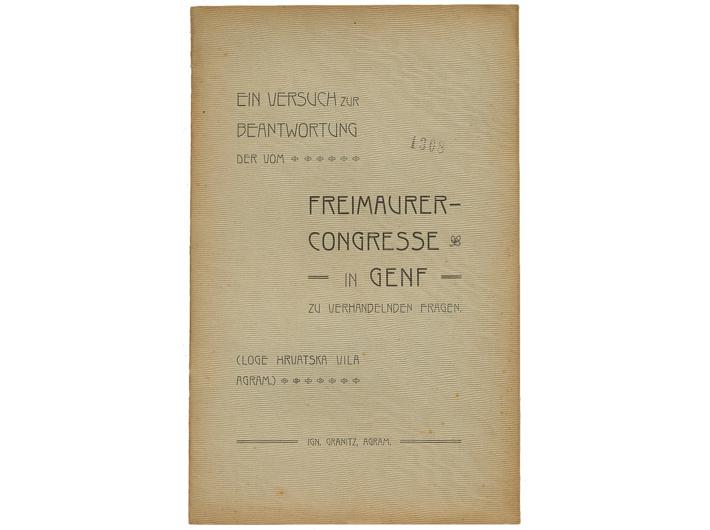 EIN VERSUCH ZUR
BEANTWORTUNG
DER VOM
1308
FREIMAURER-
CONGRESSE
— IN GENF —
ZU VERHANDELNDEN FRAGEN.
(LOGE HRVATSKA VILA
AGRAM.)
IGN. GRANITZ, AGRAM.